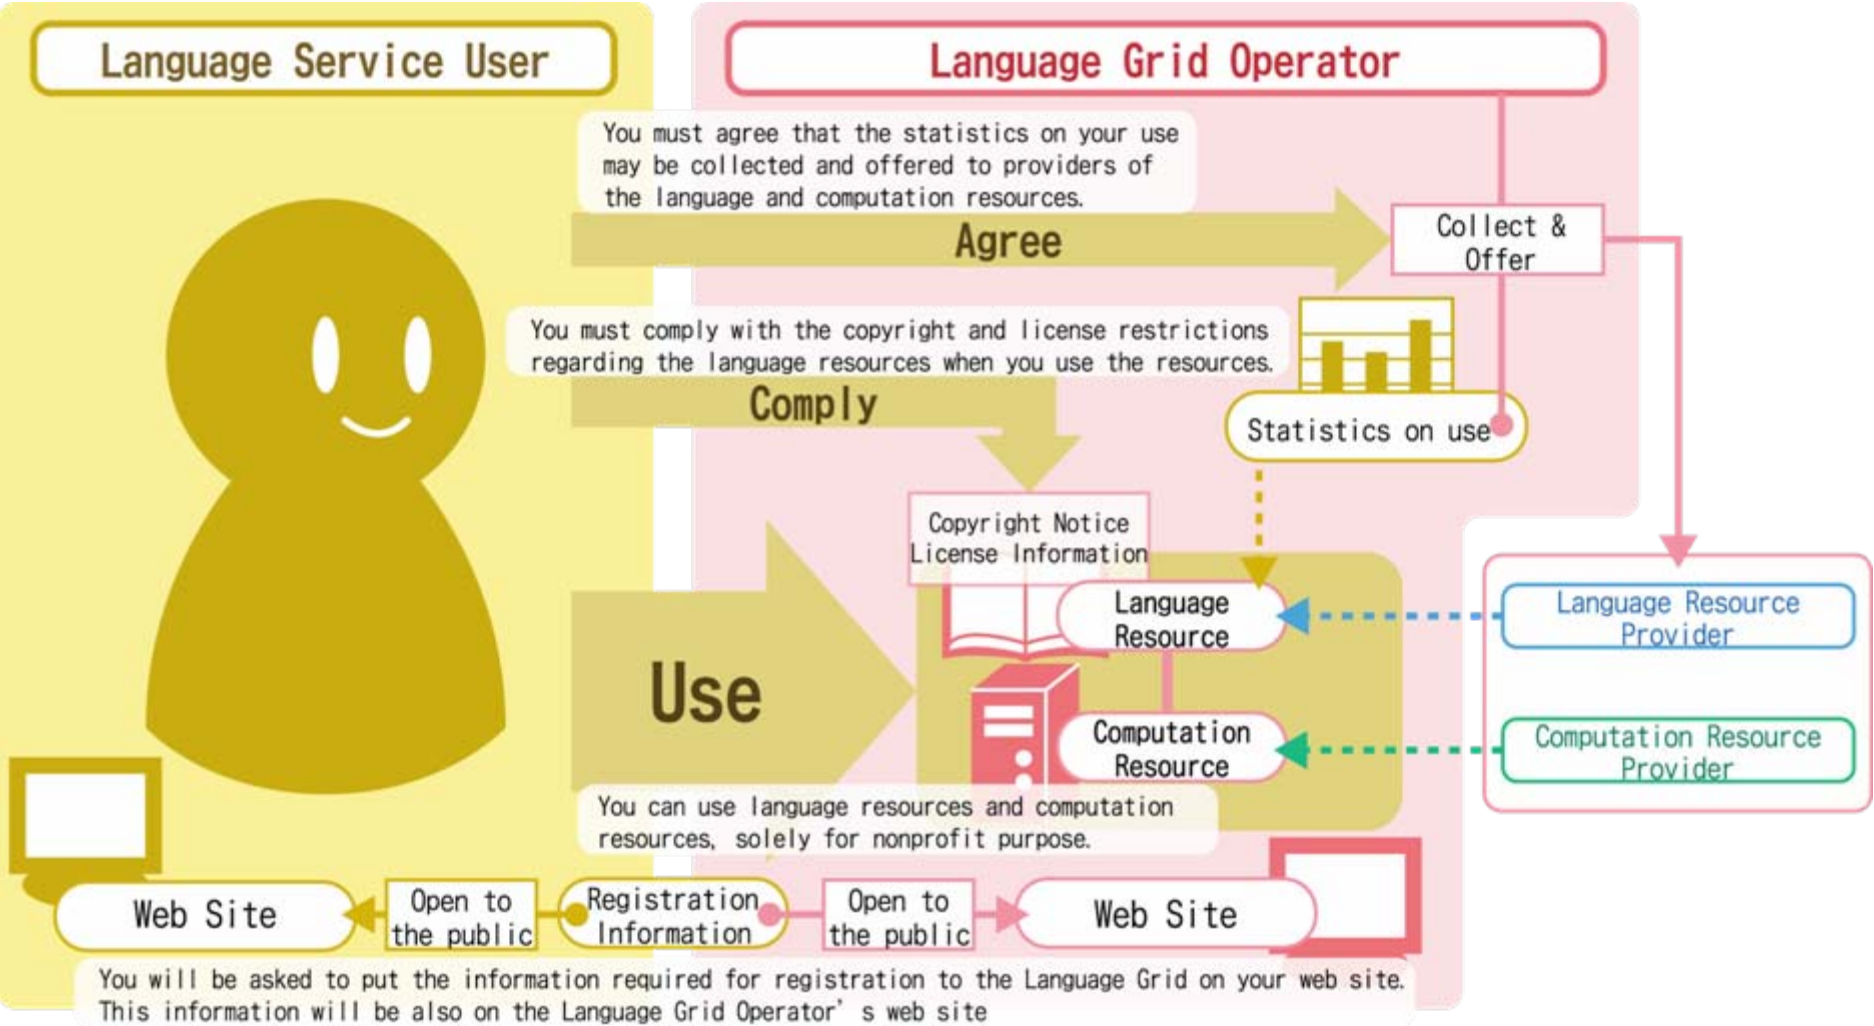 Language Service User
Language Grid Operator
You must agree that the statistics on your use
may be collected and offered to providers of
the language and computation resources.
Agree
Collect &
Offer
You must comply with the copyright and license restrictions
regarding the language resources when you use the resources.
Comply
Statistics on use
Copyright Notice
License Information
Language
Resource
Language Resource
Provider
Use
Computation
Resource
Computation Resource
Provider
You can use language resources and computation
resources, solely for nonprofit purpose.
Web Site
Open to
the public
Registration
Information
Open to
the public
Web Site
You will be asked to put the information required for registration to the Language Grid on your web site.
This information will be also on the Language Grid Operator's web site